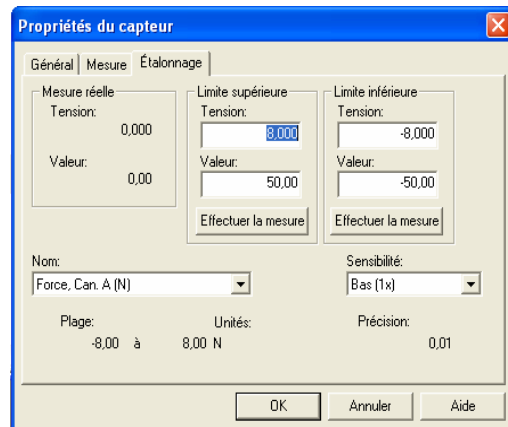 Propriétés du capteur
Général Mesure Étalonnage
Mesure réelle Limite supérieure Limite inférieure
Tension: Tension: Tension:
0,000 8,000 -8,000
Valeur: Valeur: Valeur:
0,00 50,00 -50,00
Effectuer la mesure Effectuer la mesure
Nom: Sensibilité:
Force, Can. A (N) Bas (1x)
Plage: Unités: Précision:
-8,00 à 8,00 N 0,01
OK Annuler Aide